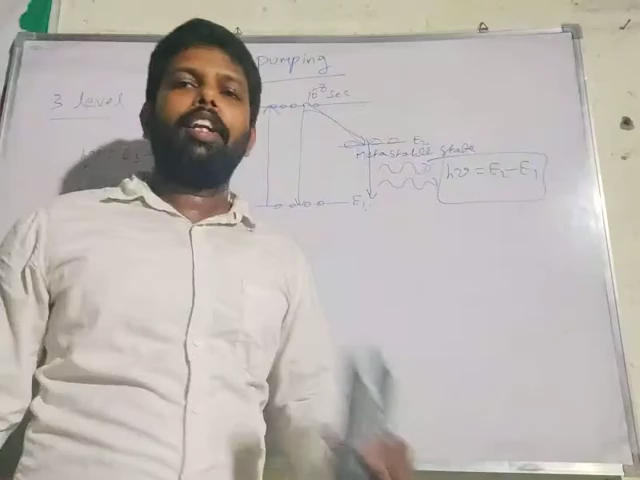 pumping
3 level
10⁻⁸ sec
E₂
Metastable state
hν = E₂ - E₁
E₁